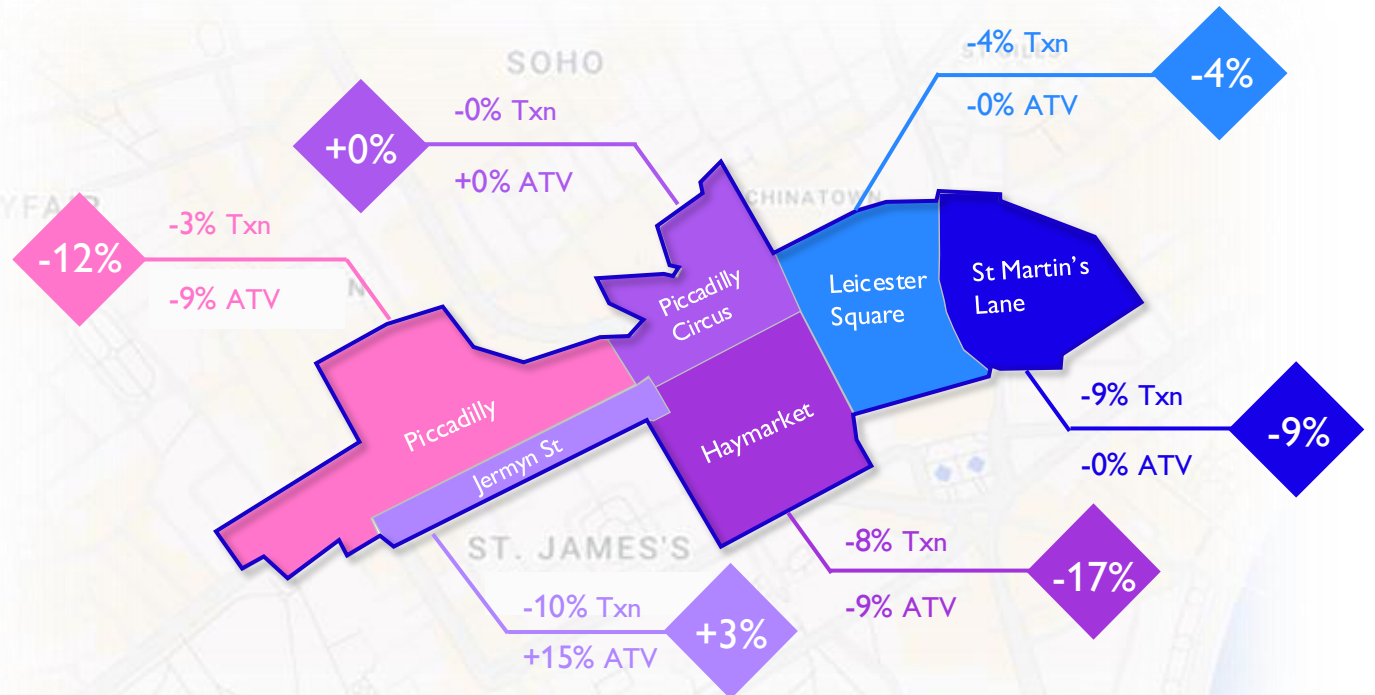 SOHO
-4% Txn
-4%
-0% ATV
-0% Txn
+0%
+0% ATV
CHINATOWN
YFAIR
-3% Txn
-12%
-9% ATV
N
Piccadilly
Circus
Leicester
Square
St Martin's
Lane
Piccadilly
Jermyn St
Haymarket
-9% Txn
-9%
-0% ATV
ST. JAMES'S
-8% Txn
-17%
-9% ATV
-10% Txn
+3%
+15% ATV